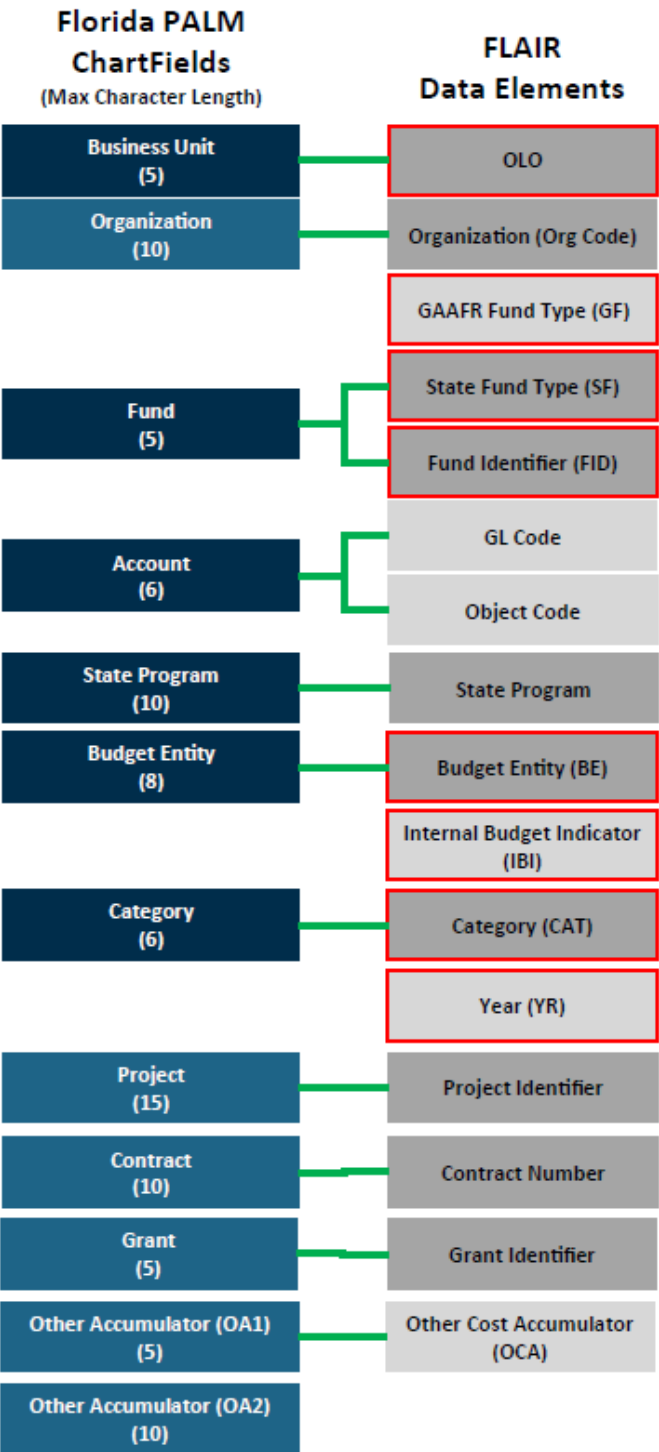 Florida PALM
ChartFields
(Max Character Length)
FLAIR
Data Elements
Business Unit
(5)
OLO
Organization
(10)
Organization (Org Code)
GAAFR Fund Type (GF)
Fund
(5)
State Fund Type (SF)
Fund Identifier (FID)
Account
(6)
GL Code
Object Code
State Program
(10)
State Program
Budget Entity
(8)
Budget Entity (BE)
Internal Budget Indicator
(IBI)
Category
(6)
Category (CAT)
Year (YR)
Project
(15)
Project Identifier
Contract
(10)
Contract Number
Grant
(5)
Grant Identifier
Other Accumulator (OA1)
(5)
Other Cost Accumulator
(OCA)
Other Accumulator (OA2)
(10)